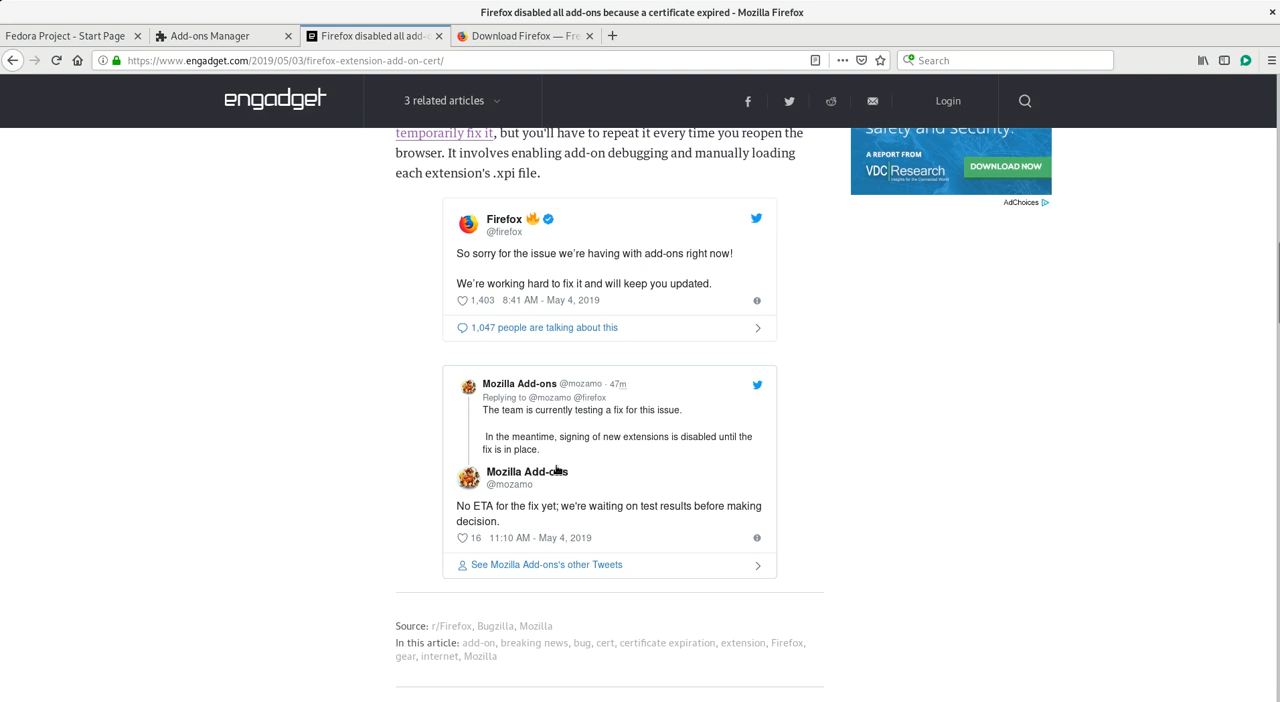 Firefox disabled all add-ons because a certificate expired - Mozilla Firefox
Fedora Project - Start Page
Add-ons Manager
Firefox disabled all add-
Download Firefox — Fre
https://www.engadget.com/2019/05/03/firefox-extension-add-on-cert/
Search
engadget
3 related articles
Login
temporarily fix it, but you'll have to repeat it every time you reopen the
browser. It involves enabling add-on debugging and manually loading
each extension's .xpi file.
safety and security.
A REPORT FROM
VDC Research
DOWNLOAD NOW
AdChoices
Firefox 🔥
@firefox
So sorry for the issue we're having with add-ons right now!
We're working hard to fix it and will keep you updated.
1,403 8:41 AM - May 4, 2019
1,047 people are talking about this
Mozilla Add-ons @mozamo · 47m
Replying to @mozamo @firefox
The team is currently testing a fix for this issue.
In the meantime, signing of new extensions is disabled until the
fix is in place.
Mozilla Add-ons
@mozamo
No ETA for the fix yet; we're waiting on test results before making
decision.
16 11:10 AM - May 4, 2019
See Mozilla Add-ons's other Tweets
Source: r/Firefox, Bugzilla, Mozilla
In this article: add-on, breaking news, bug, cert, certificate expiration, extension, Firefox,
gear, internet, Mozilla